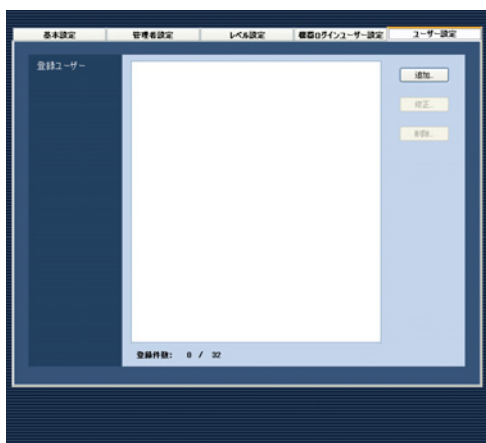 基本設定
管理者設定
レベル設定
機器ログインユーザー設定
ユーザー設定
登録ユーザー
追加..
修正..
削除..
登録件数: 0 / 32